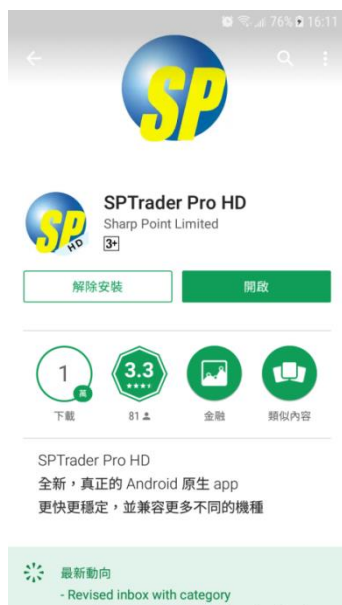 76% 16:11
SP
SP HD
SPTrader Pro HD
Sharp Point Limited
3+
解除安裝
開啟
1 萬
3.3
下載
81
金融
類似內容
SPTrader Pro HD
全新，真正的 Android 原生 app
更快更穩定，並兼容更多不同的機種
最新動向
- Revised inbox with category